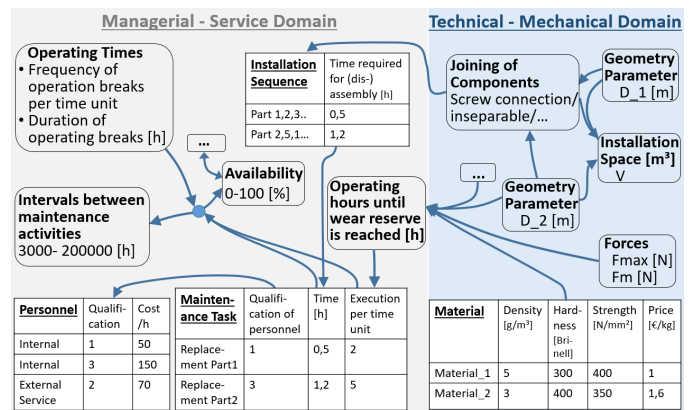 Managerial - Service Domain
Technical - Mechanical Domain
Operating Times
• Frequency of
operation breaks
per time unit
• Duration of
operating breaks [h]
Installation
Sequence
Time required
for (dis-)
assembly [h]
Part 1,2,3..
0,5
Part 2,5,1...
1,2
Joining of
Components
Screw connection/
inseparable/...
Geometry
Parameter
D_1 [m]
Installation
Space [m³]
V
...
Availability
0-100 [%]
Intervals between
maintenance
activities
3000- 200000 [h]
Operating
hours until
wear reserve
is reached [h]
...
Geometry
Parameter
D_2 [m]
Forces
Fmax [N]
Fm [N]
Personnel
Qualifi-
cation
Cost
/h
Internal
1
50
Internal
3
150
External
Service
2
70
Mainten-
ance Task
Qualifi-
cation of
personnel
Time
[h]
Execution
per time
unit
Replace-
ment Part1
1
0,5
2
Replace-
ment Part2
3
1,2
5
Material
Density
[g/m³]
Hard-
ness
[Bri-
nell]
Strength
[N/mm²]
Price
[€/kg]
Material_1
5
300
400
1
Material_2
3
400
350
1,6